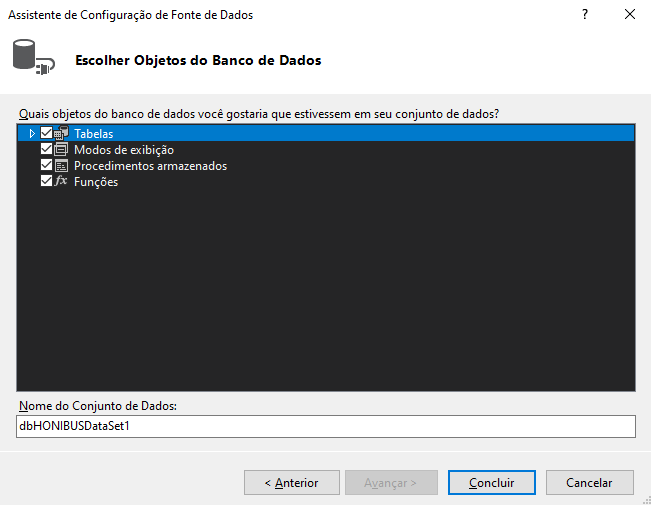 Assistente de Configuração de Fonte de Dados
Escolher Objetos do Banco de Dados
Quais objetos do banco de dados você gostaria que estivessem em seu conjunto de dados?
Tabelas
Modos de exibição
Procedimentos armazenados
fx Funções
Nome do Conjunto de Dados:
dbHONIBUSDataSet1
< Anterior Avançar > Concluir Cancelar